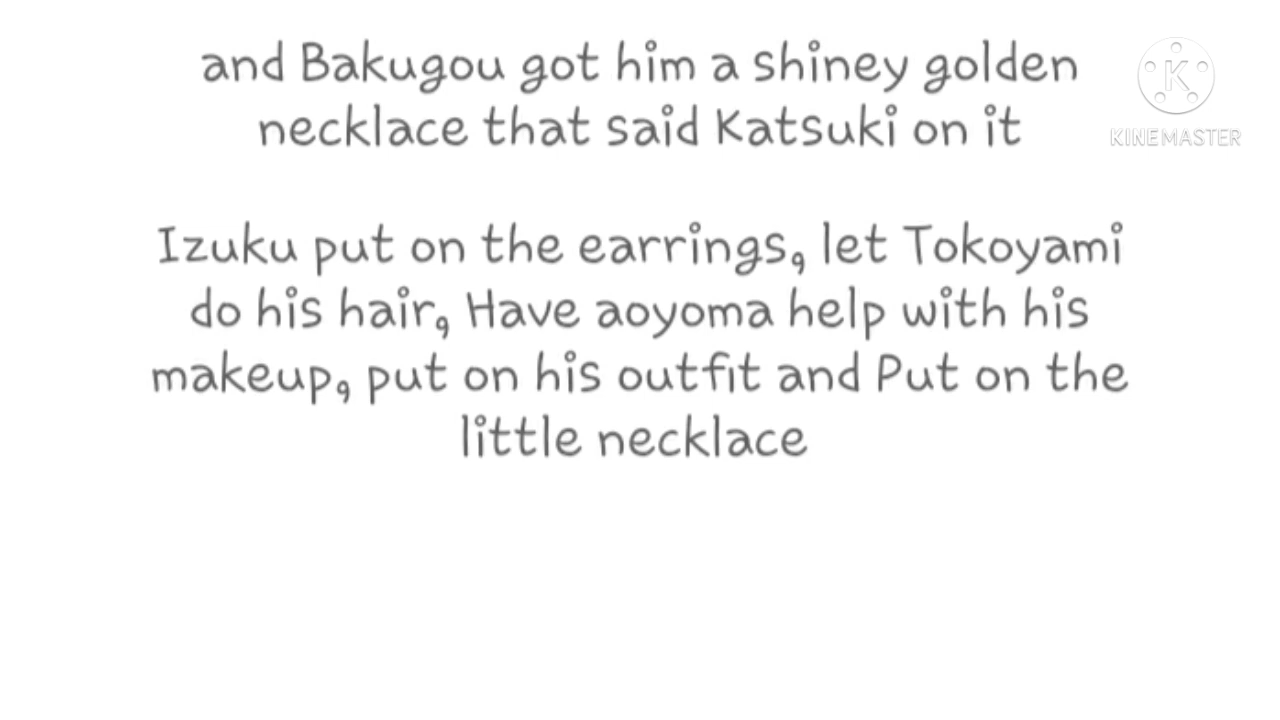 and Bakugou got him a shiney golden
necklace that said Katsuki on it
Izuku put on the earrings, let Tokoyami
do his hair, Have aoyoma help with his
makeup, put on his outfit and Put on the
little necklace
K
KINEMASTER